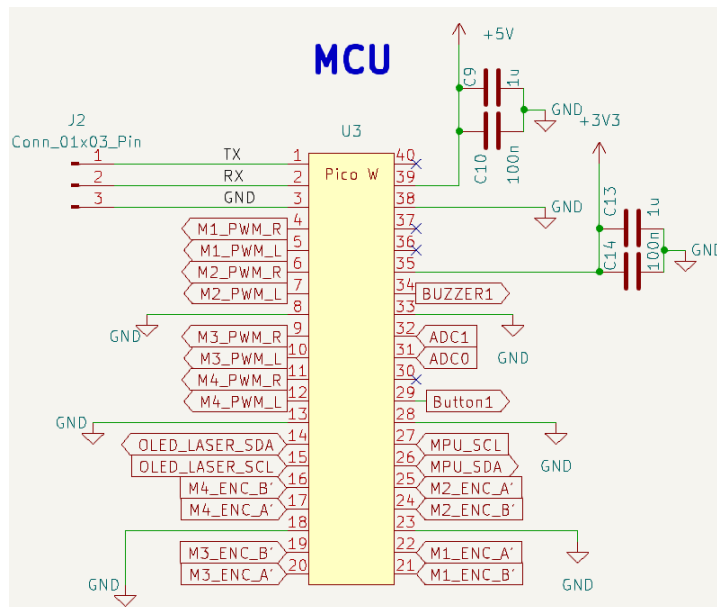 MCU
+5V
C9
1u
GND
C10
100n
+3V3
C13
1u
GND
C14
100n
J2
Conn_01x03_Pin
U3
Pico W
1 TX 1
2 RX 2
3 GND 3
M1_PWM_R 4
M1_PWM_L 5
M2_PWM_R 6
M2_PWM_L 7
GND 8
M3_PWM_R 9
M3_PWM_L 10
M4_PWM_R 11
M4_PWM_L 12
GND 13
OLED_LASER_SDA 14
OLED_LASER_SCL 15
M4_ENC_B' 16
M4_ENC_A' 17
GND 18
M3_ENC_B' 19
M3_ENC_A' 20
40
39
38 GND
37
36
35
34 BUZZER1
33 GND
32 ADC1
31 ADC0
30
29 Button1
28 GND
27 MPU_SCL
26 MPU_SDA
25 M2_ENC_A'
24 M2_ENC_B'
23 GND
22 M1_ENC_A'
21 M1_ENC_B'